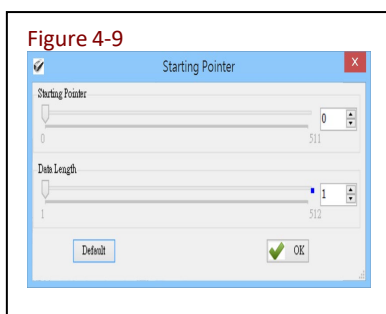 Figure 4-9
Starting Pointer
x
Starting Pointer
0
0
511
Data Length
1
1
512
Default
OK